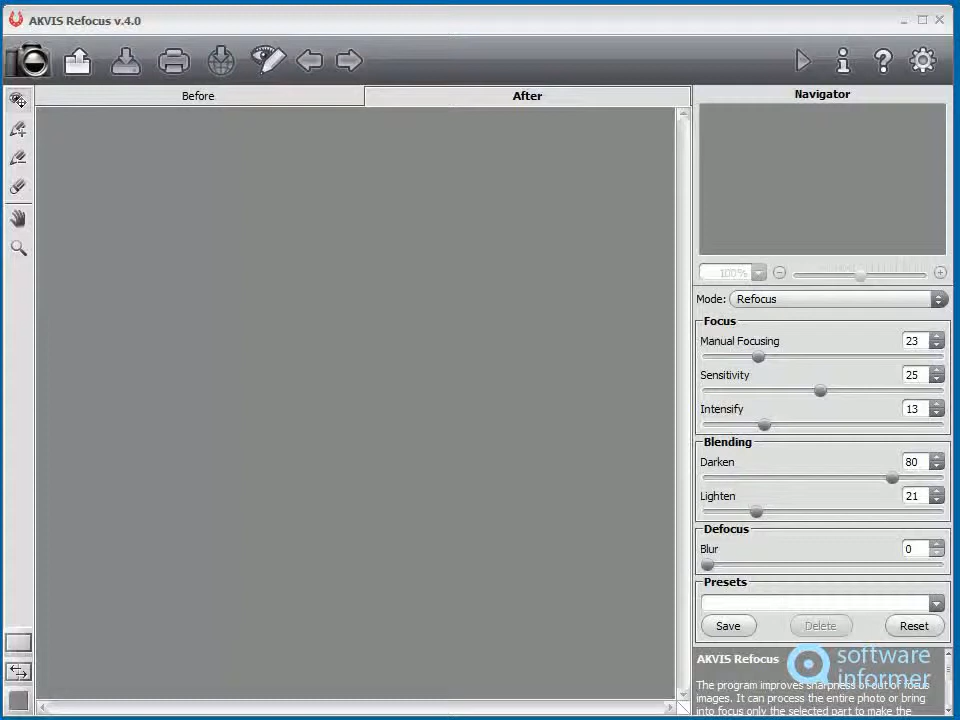 AKVIS Refocus v.4.0
Before
After
Navigator
100%
Mode: Refocus
Focus
Manual Focusing 23
Sensitivity 25
Intensify 13
Blending
Darken 80
Lighten 21
Defocus
Blur 0
Presets
Save Delete Reset
AKVIS Refocus
software
informer
The program improves sharpness of out of focus
images. It can process the entire photo or bring
into focus only the selected part to make the